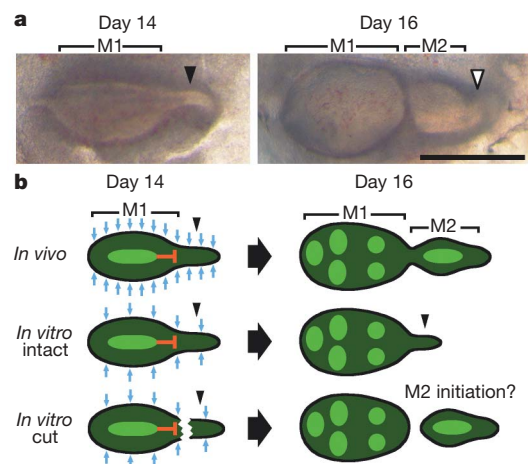 a
Day 14
Day 16
M1
M1
M2
b
Day 14
Day 16
M1
M1
M2
In vivo
In vitro
intact
In vitro
cut
M2 initiation?